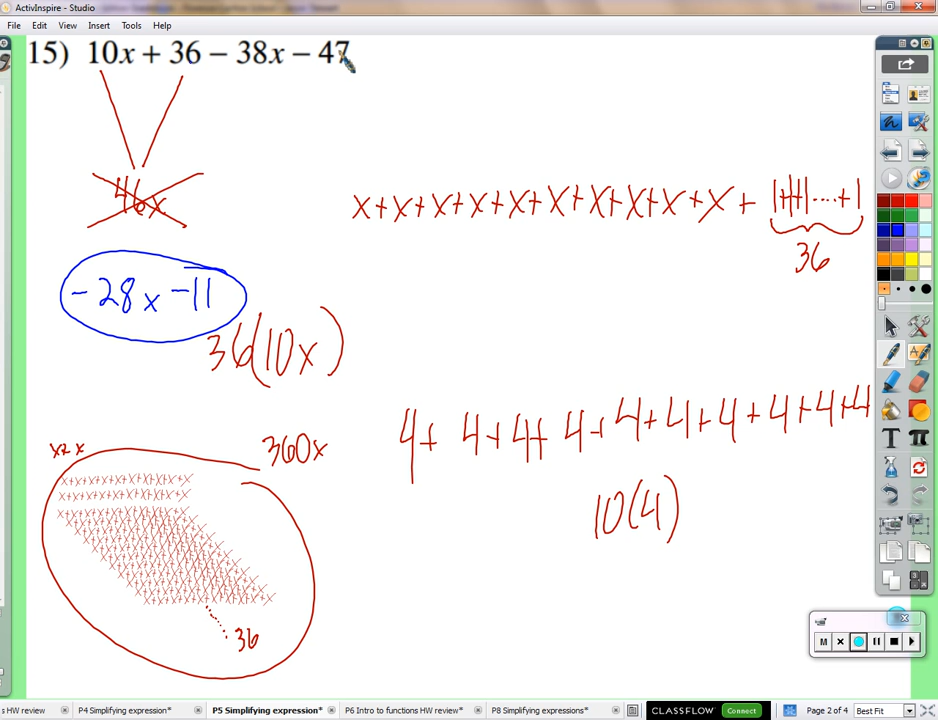 ActivInspire - Studio
File Edit View Insert Tools Help
15) 10x + 36 − 38x − 47
46x
x+x+x+x+x+x+x+x+x+x+ 1+1+1+1....+1
36
-28x -11
36(10x)
4+ 4+4+ 4+4+4+4+4+4+4
x+x x
360x
10(4)
36
M
s HW review P4 Simplifying expression* P5 Simplifying expression* P6 Intro to functions HW review* P8 Simplifying expressions* CLASSFLOW Connect Page 2 of 4 Best Fit